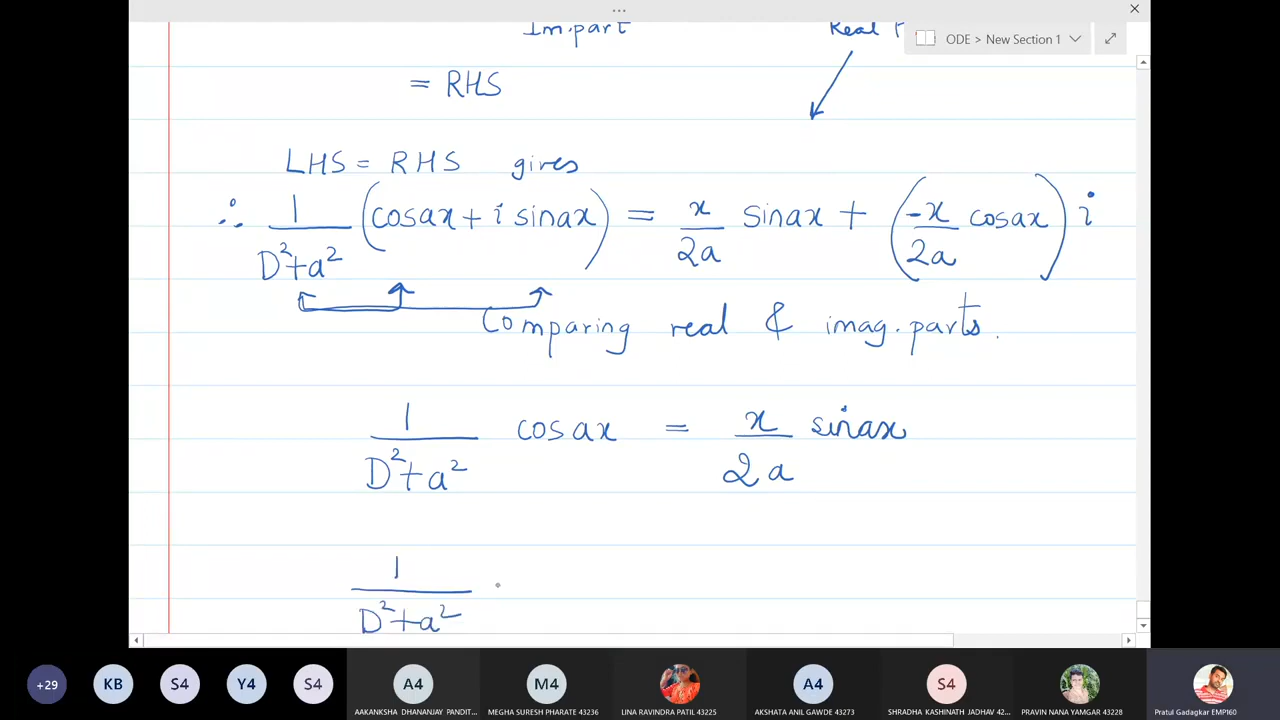 Im.part Real P
ODE > New Section 1
= RHS
LHS = RHS gives
∴ 1/(D²+a²) (cosax + i sinax) = x/2a sinax + (-x/2a cosax) i
Comparing real & imag. parts.
1/(D²+a²) cosax = x/2a sinax
1/(D²+a²)
+29 KB S4 Y4 S4 A4 M4 A4 S4
AAKANKSHA DHANANJAY PANDIT... MEGHA SURESH PHARATE 43236 LINA RAVINDRA PATIL 43225 AKSHATA ANIL GAWDE 43273 SHRADHA KASHINATH JADHAV 42... PRAVIN NANA YAMGAR 43228 Pratul Gadagkar EMPI60